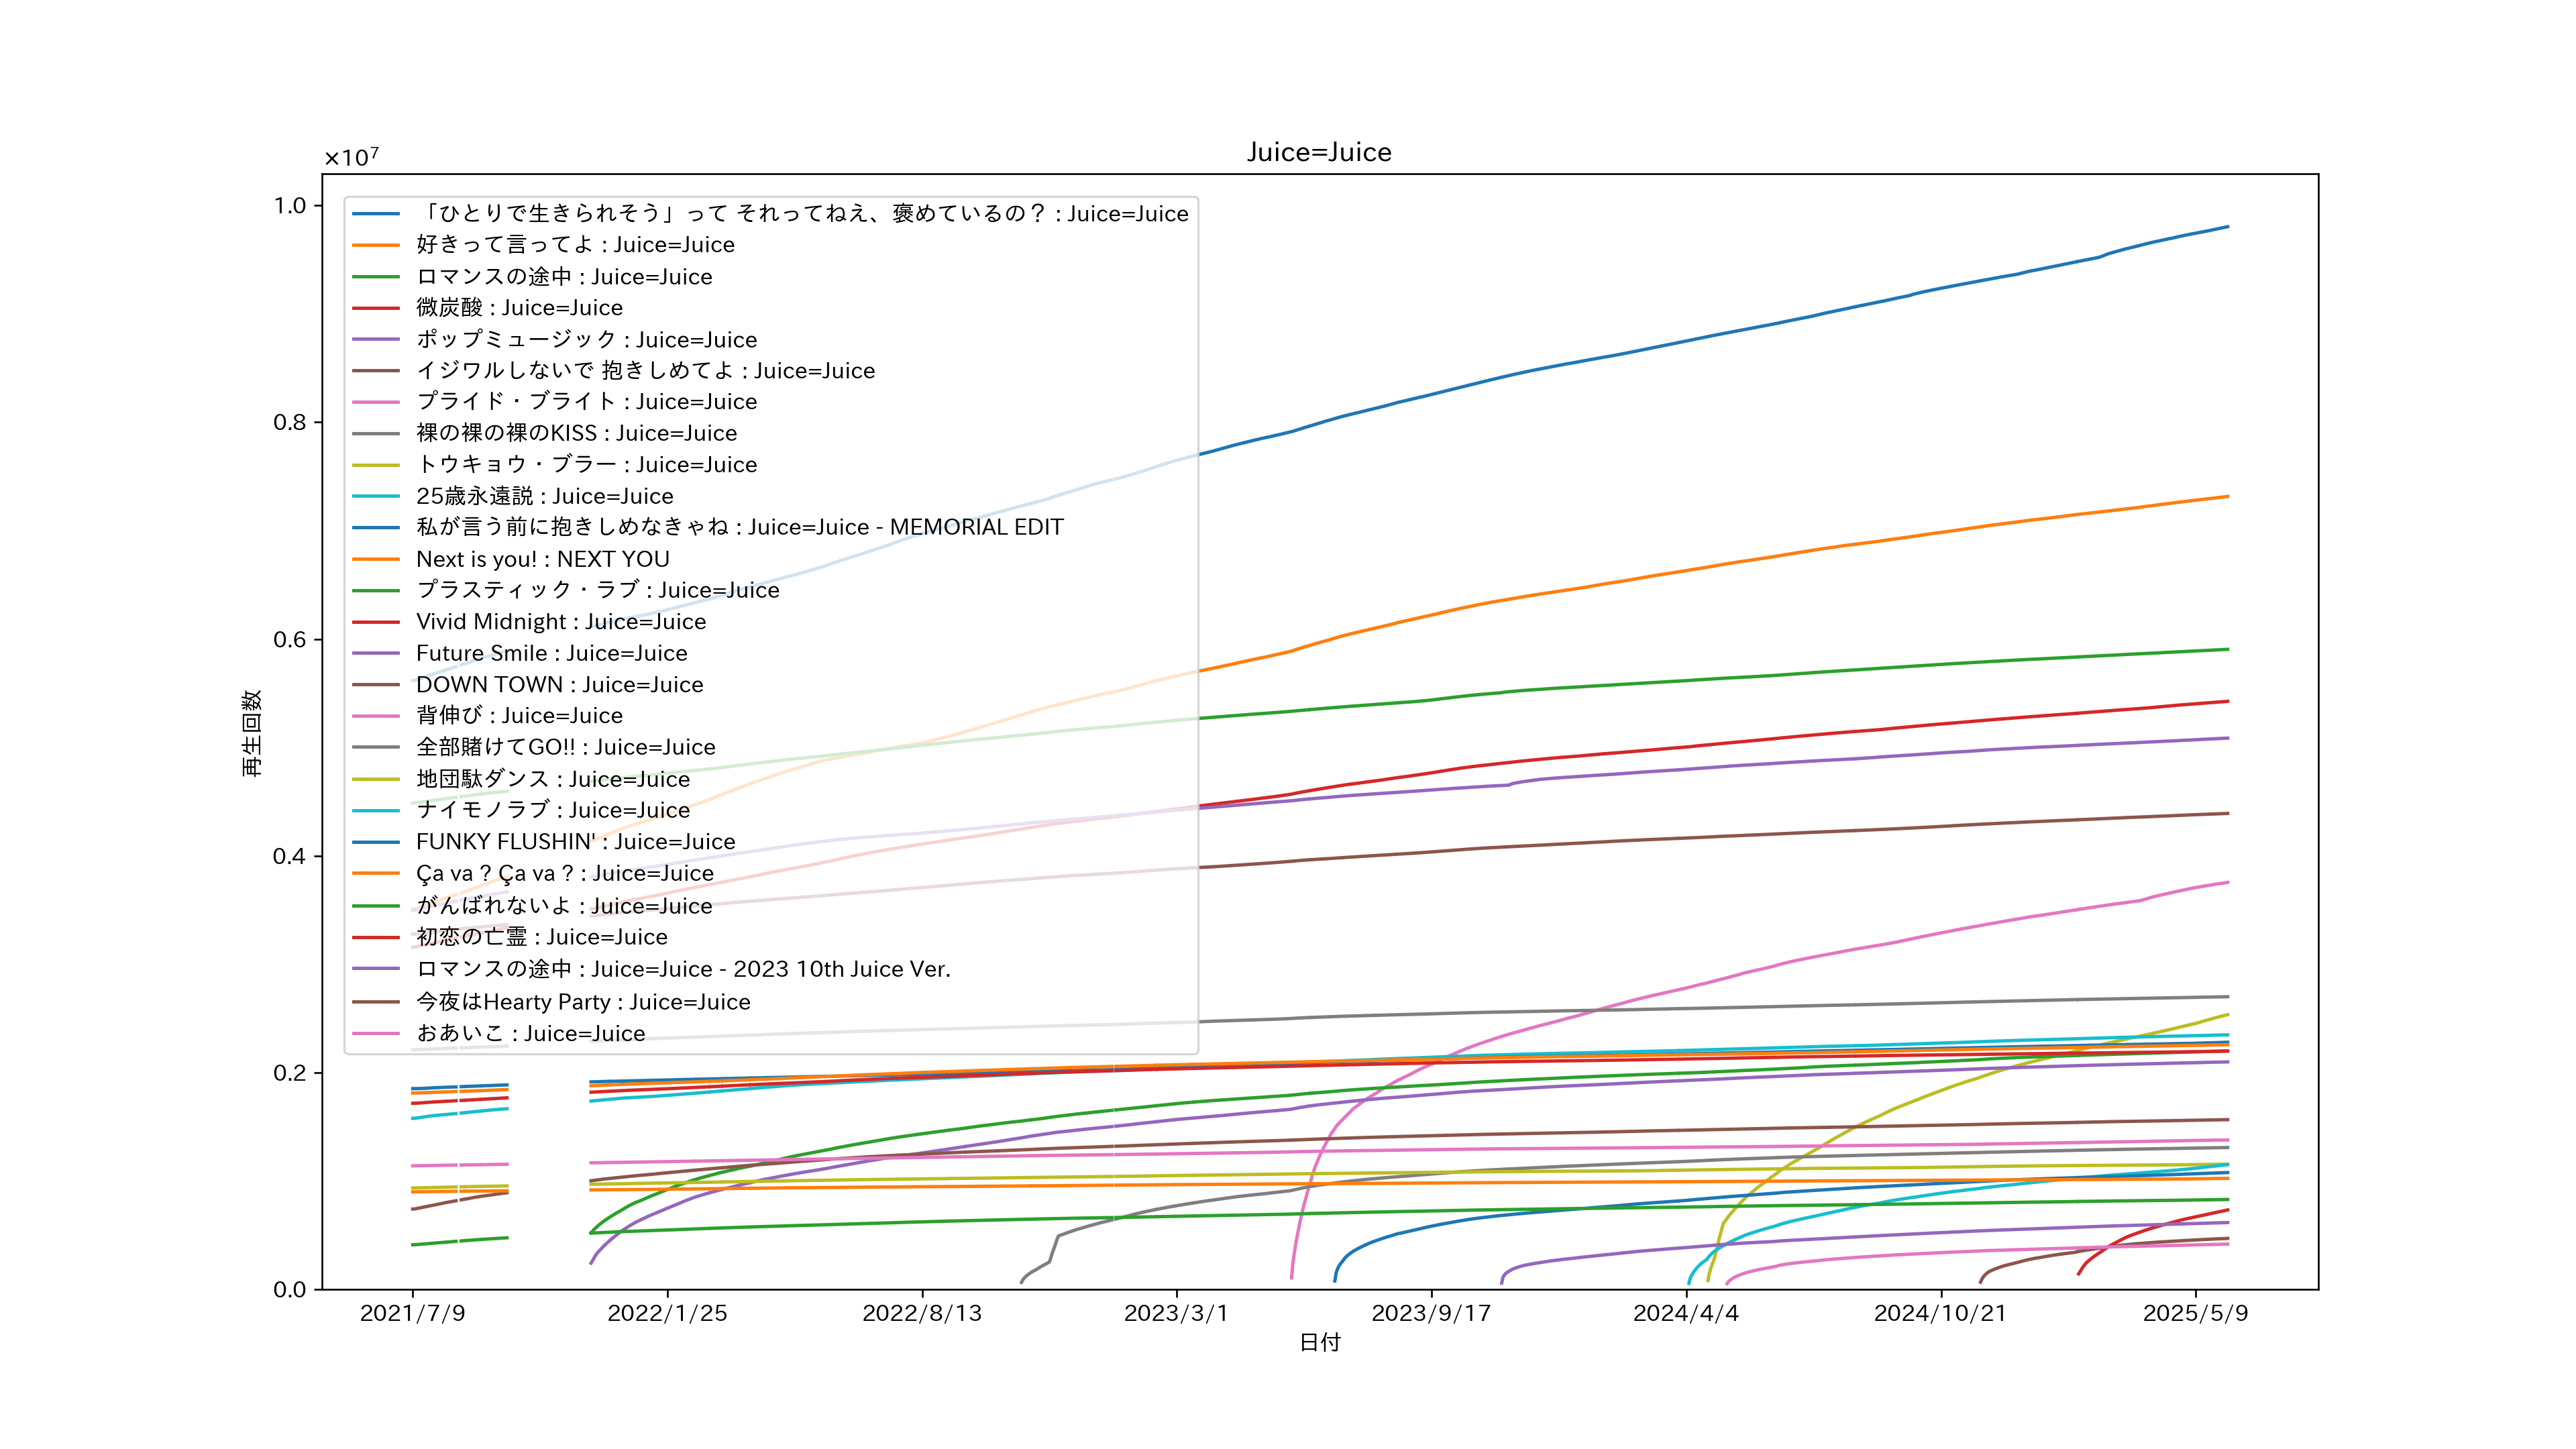 Juice=Juice
×10⁷
1.0
0.8
0.6
0.4
0.2
0.0
再生回数
「ひとりで生きられそう」って それってねえ、褒めているの？ : Juice=Juice
好きって言ってよ : Juice=Juice
ロマンスの途中 : Juice=Juice
微炭酸 : Juice=Juice
ポップミュージック : Juice=Juice
イジワルしないで 抱きしめてよ : Juice=Juice
プライド・ブライト : Juice=Juice
裸の裸の裸のKISS : Juice=Juice
トウキョウ・ブラー : Juice=Juice
25歳永遠説 : Juice=Juice
私が言う前に抱きしめなきゃね : Juice=Juice - MEMORIAL EDIT
Next is you! : NEXT YOU
プラスティック・ラブ : Juice=Juice
Vivid Midnight : Juice=Juice
Future Smile : Juice=Juice
DOWN TOWN : Juice=Juice
背伸び : Juice=Juice
全部賭けてGO!! : Juice=Juice
地団駄ダンス : Juice=Juice
ナイモノラブ : Juice=Juice
FUNKY FLUSHIN' : Juice=Juice
Ça va ? Ça va ? : Juice=Juice
がんばれないよ : Juice=Juice
初恋の亡霊 : Juice=Juice
ロマンスの途中 : Juice=Juice - 2023 10th Juice Ver.
今夜はHearty Party : Juice=Juice
おあいこ : Juice=Juice
2021/7/9 2022/1/25 2022/8/13 2023/3/1 2023/9/17 2024/4/4 2024/10/21 2025/5/9
日付